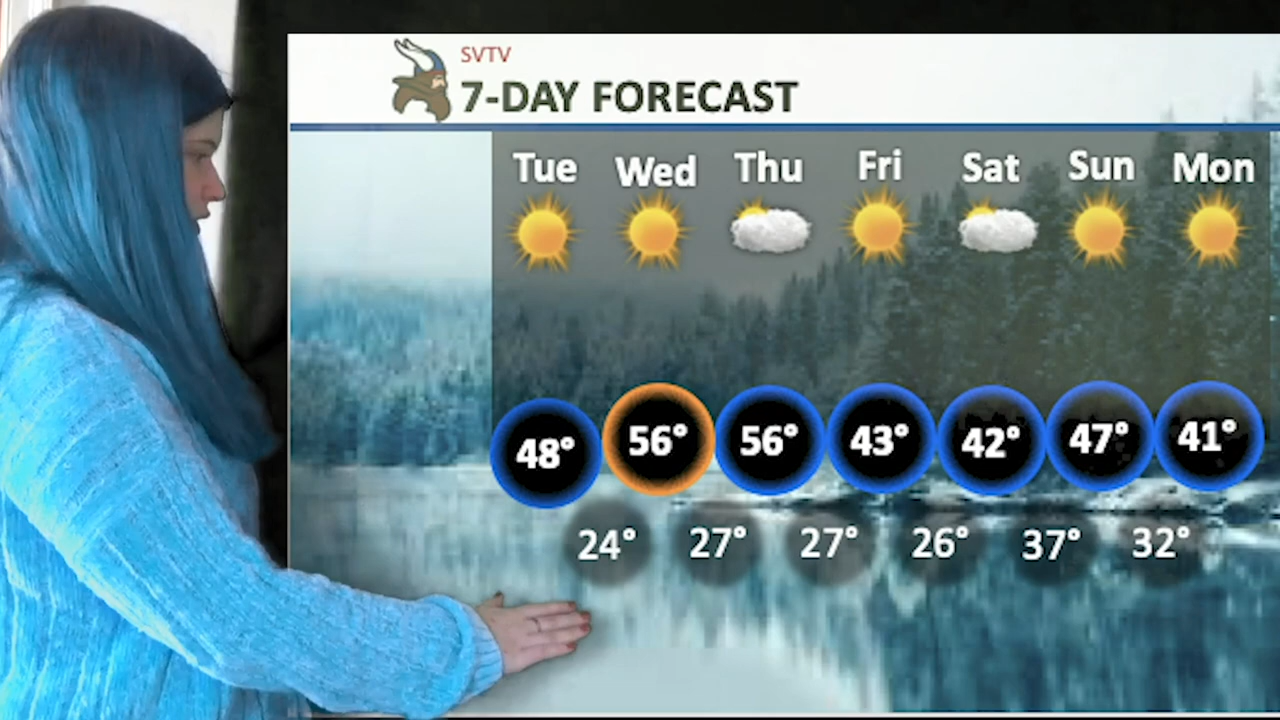 SVTV
7-DAY FORECAST
Tue Wed Thu Fri Sat Sun Mon
48° 56° 56° 43° 42° 47° 41°
24° 27° 27° 26° 37° 32°